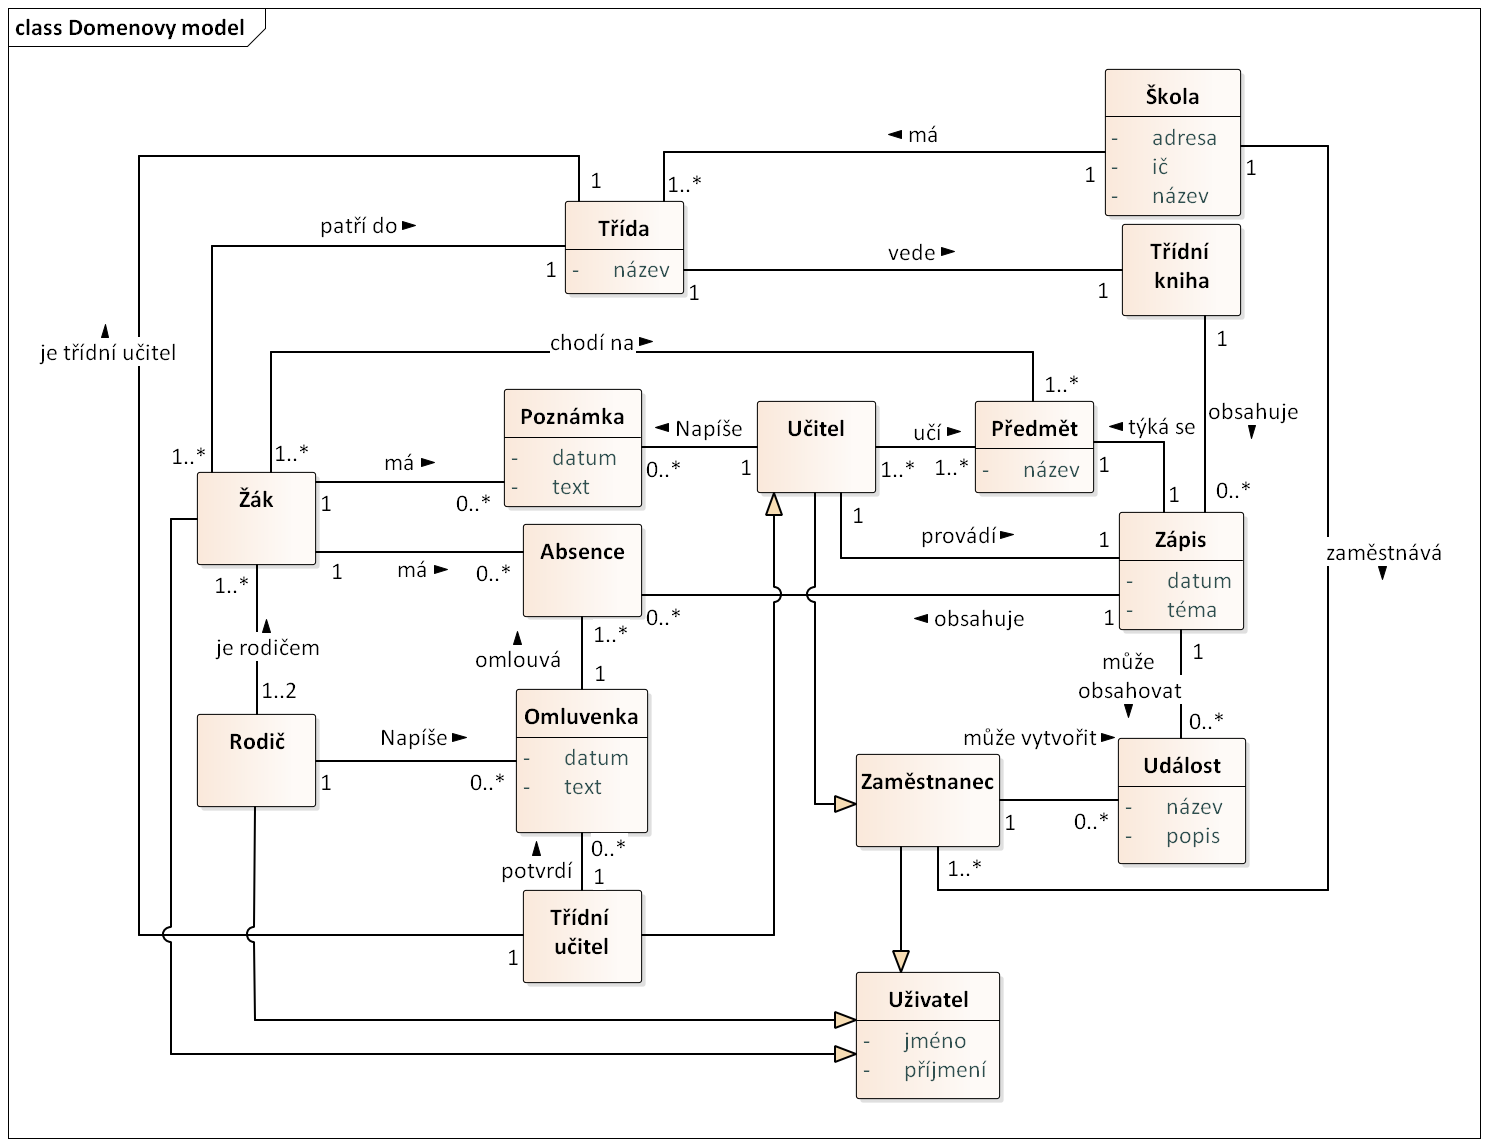 class Domenovy model
Škola
- adresa
- ič
- název
◄ má
1
1..*
1
1
patří do ►
Třída
- název
1
1
vede ►
1
Třídní
kniha
1
je třídní učitel
chodí na ►
1..*
1..*
1..*
obsahuje
0..*
Poznámka
- datum
- text
◄ Napíše
0..*
1
Učitel
učí ►
1..*
1..*
Předmět
- název
◄ týká se
1
1
Žák
má ►
1
0..*
1
má ►
0..*
Absence
1
provádí ►
1
Zápis
- datum
- téma
zaměstnává
0..*
◄ obsahuje
1
1..*
je rodičem
1..2
omlouvá
1..*
1
1
může
obsahovat
0..*
Rodič
Napíše ►
1
0..*
Omluvenka
- datum
- text
může vytvořit ►
Zaměstnanec
1
0..*
Událost
- název
- popis
potvrdí
0..*
1
1..*
Třídní
učitel
1
Uživatel
- jméno
- příjmení